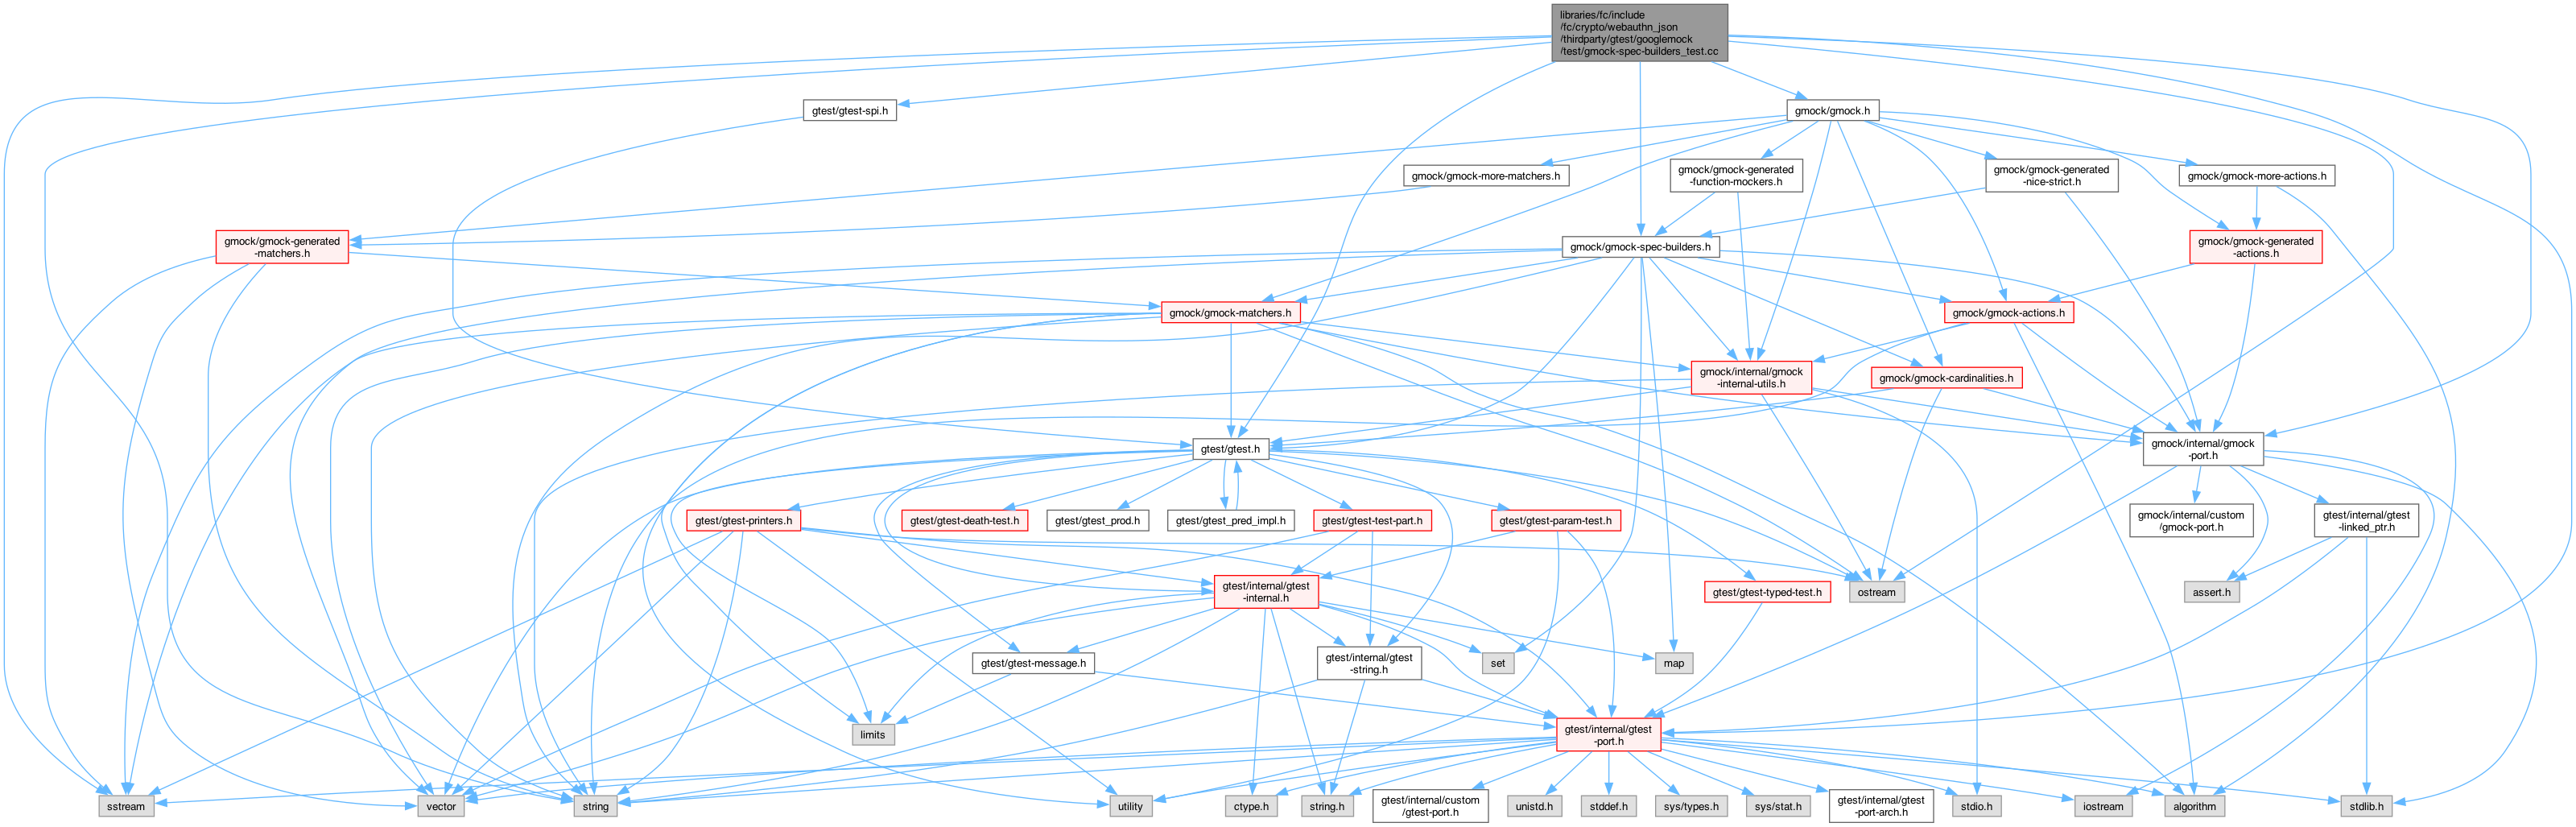 libraries/fc/include
/fc/crypto/webauthn_json
/thirdparty/gtest/googlemock
/test/gmock-spec-builders_test.cc
gtest/gtest-spi.h
gmock/gmock.h
gmock/gmock-more-matchers.h
gmock/gmock-generated
-function-mockers.h
gmock/gmock-generated
-nice-strict.h
gmock/gmock-more-actions.h
gmock/gmock-generated
-matchers.h
gmock/gmock-spec-builders.h
gmock/gmock-generated
-actions.h
gmock/gmock-matchers.h
gmock/gmock-actions.h
gmock/internal/gmock
-internal-utils.h
gmock/gmock-cardinalities.h
gtest/gtest.h
gmock/internal/gmock
-port.h
gtest/gtest-printers.h
gtest/gtest-death-test.h
gtest/gtest_prod.h
gtest/gtest_pred_impl.h
gtest/gtest-test-part.h
gtest/gtest-param-test.h
gmock/internal/custom
/gmock-port.h
gtest/internal/gtest
-linked_ptr.h
gtest/internal/gtest
-internal.h
gtest/gtest-typed-test.h
ostream
assert.h
gtest/gtest-message.h
gtest/internal/gtest
-string.h
set
map
limits
gtest/internal/gtest
-port.h
sstream
vector
string
utility
ctype.h
string.h
gtest/internal/custom
/gtest-port.h
unistd.h
stddef.h
sys/types.h
sys/stat.h
gtest/internal/gtest
-port-arch.h
stdio.h
iostream
algorithm
stdlib.h